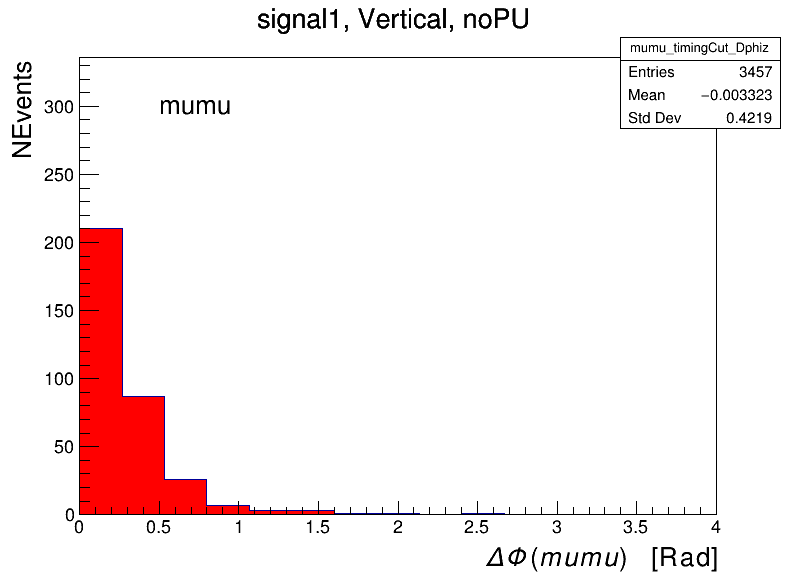 signal1, Vertical, noPU
mumu_timingCut_Dphiz
Entries 3457
Mean −0.003323
Std Dev 0.4219
NEvents
mumu
300
250
200
150
100
50
0
0 0.5 1 1.5 2 2.5 3 3.5 4
ΔΦ(mumu) [Rad]